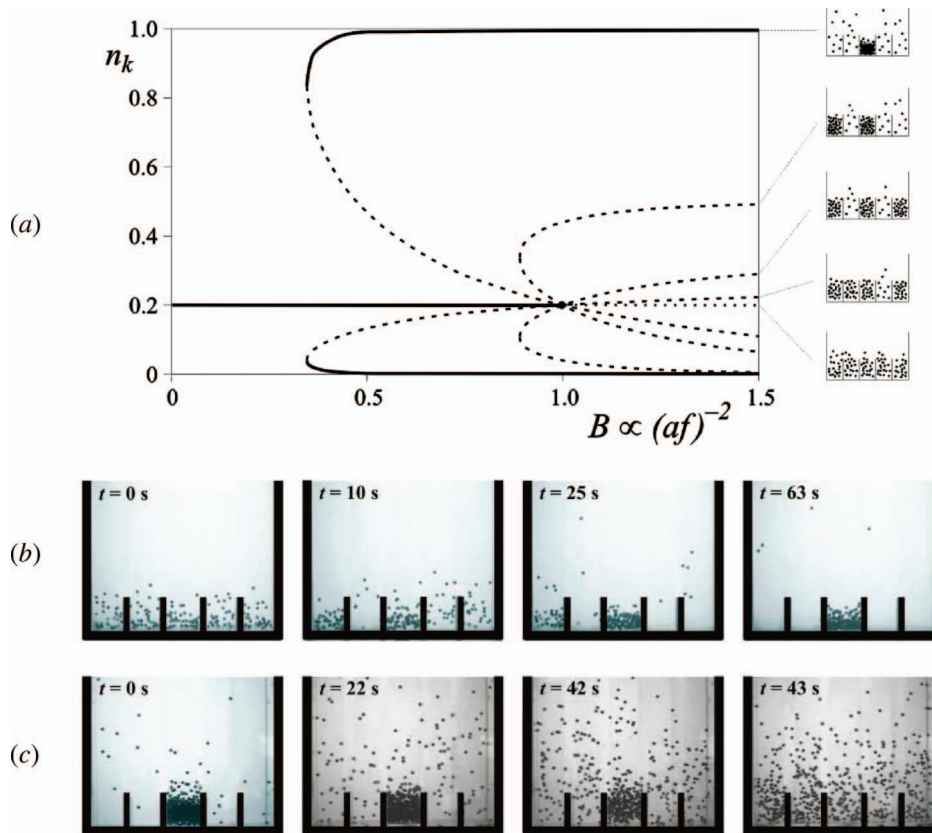 1.0
n_k
0.8
0.6
(a)
0.4
0.2
0
0 0.5 1.0 1.5
B ∝ (af)⁻²
(b)
t = 0 s t = 10 s t = 25 s t = 63 s
(c)
t = 0 s t = 22 s t = 42 s t = 43 s